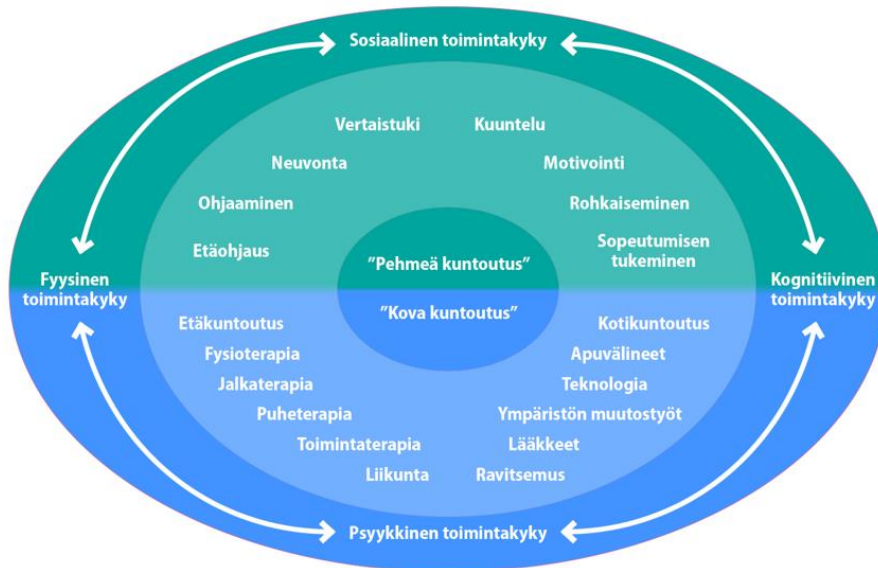 Sosiaalinen toimintakyky
Vertaistuki
Kuuntelu
Neuvonta
Motivointi
Ohjaaminen
Rohkaiseminen
Etäohjaus
Sopeutumisen
tukeminen
"Pehmeä kuntoutus"
Fyysinen
toimintakyky
Kognitiivinen
toimintakyky
"Kova kuntoutus"
Etäkuntoutus
Kotikuntoutus
Fysioterapia
Apuvälineet
Jalkaterapia
Teknologia
Puheterapia
Ympäristön muutostyöt
Toimintaterapia
Lääkkeet
Liikunta
Ravitsemus
Psyykkinen toimintakyky